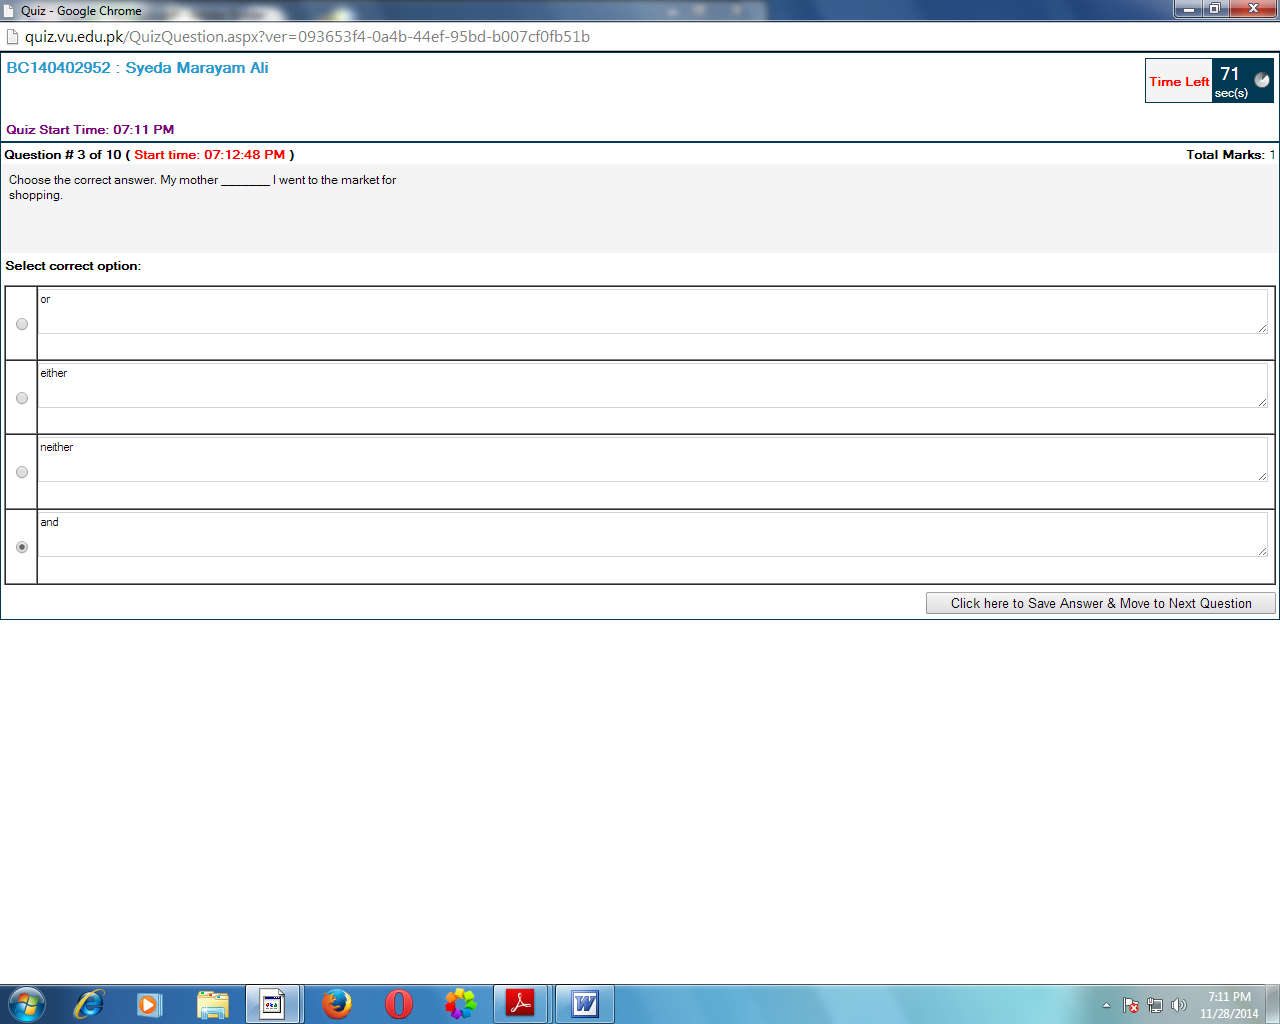 Quiz - Google Chrome
quiz.vu.edu.pk/QuizQuestion.aspx?ver=093653f4-0a4b-44ef-95bd-b007cf0fb51b
BC140402952 : Syeda Marayam Ali
Time Left 71 sec(s)
Quiz Start Time: 07:11 PM
Question # 3 of 10 ( Start time: 07:12:48 PM ) Total Marks: 1
Choose the correct answer. My mother _______ I went to the market for
shopping.
Select correct option:
or
either
neither
and
Click here to Save Answer & Move to Next Question
7:11 PM
11/28/2014